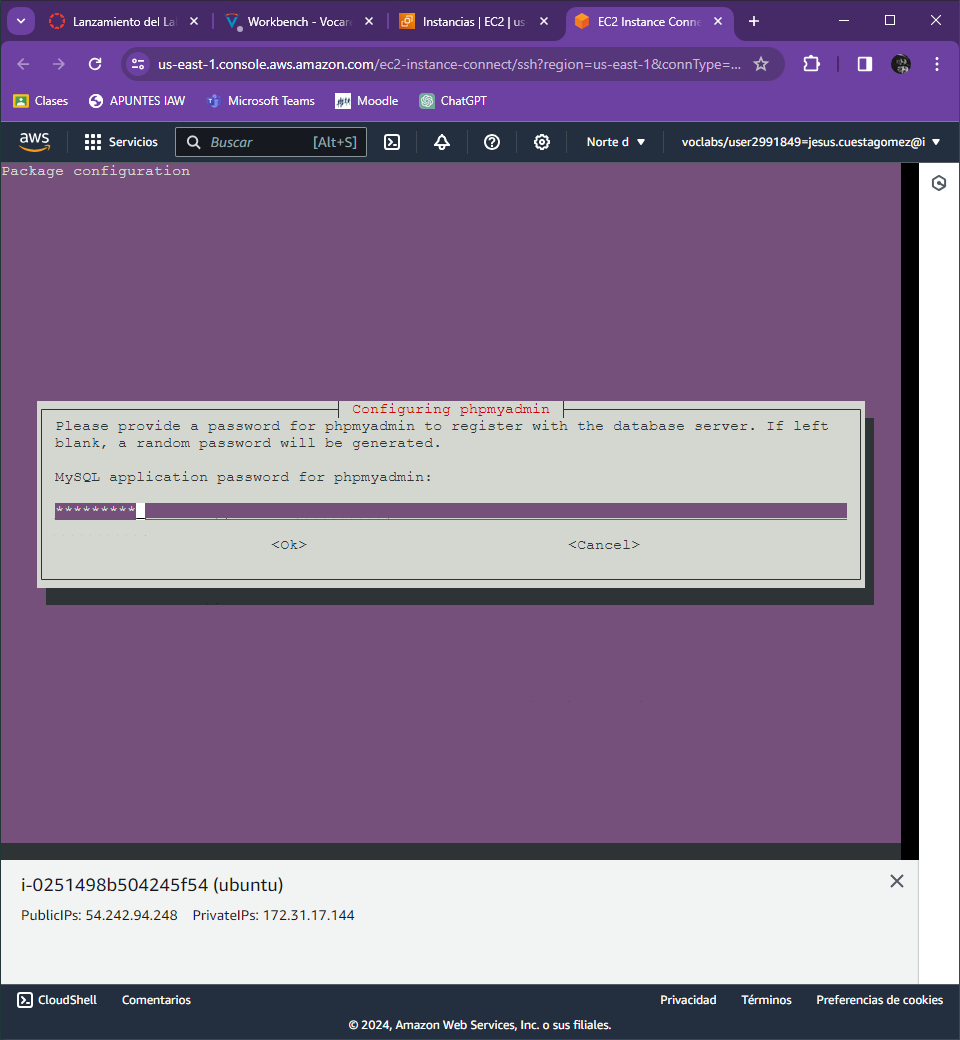 Lanzamiento del La
Workbench - Vocar
Instancias | EC2 | us
EC2 Instance Conne
us-east-1.console.aws.amazon.com/ec2-instance-connect/ssh?region=us-east-1&connType=...
Clases
APUNTES IAW
Microsoft Teams
Moodle
ChatGPT
aws
Servicios
Buscar
[Alt+S]
Norte d
voclabs/user2991849=jesus.cuestagomez@i
Package configuration
Configuring phpmyadmin
Please provide a password for phpmyadmin to register with the database server. If left
blank, a random password will be generated.
MySQL application password for phpmyadmin:
*********
<Ok>
<Cancel>
i-0251498b504245f54 (ubuntu)
PublicIPs: 54.242.94.248 PrivateIPs: 172.31.17.144
CloudShell
Comentarios
Privacidad
Términos
Preferencias de cookies
© 2024, Amazon Web Services, Inc. o sus filiales.